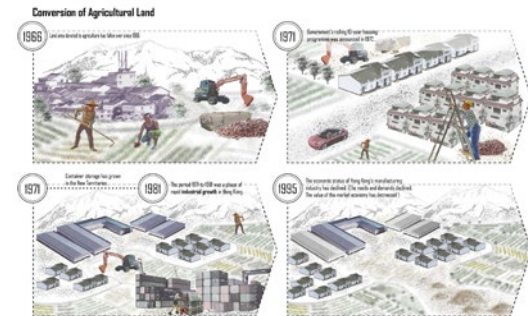 Conversion of Agricultural Land
1966
Land area devoted to agriculture has fallen ever since 1966.
1971
Government's rolling 10-year housing
programme was announced in 1972.
1971
Container storage has grown
in the New Territories.
1981
The period 1971 to 1981 was a phase of
rapid industrial growth in Hong Kong.
1995
The economic status of Hong Kong's manufacturing
industry has declined. (The needs and demands declined.
The value of the market economy has decreased.)